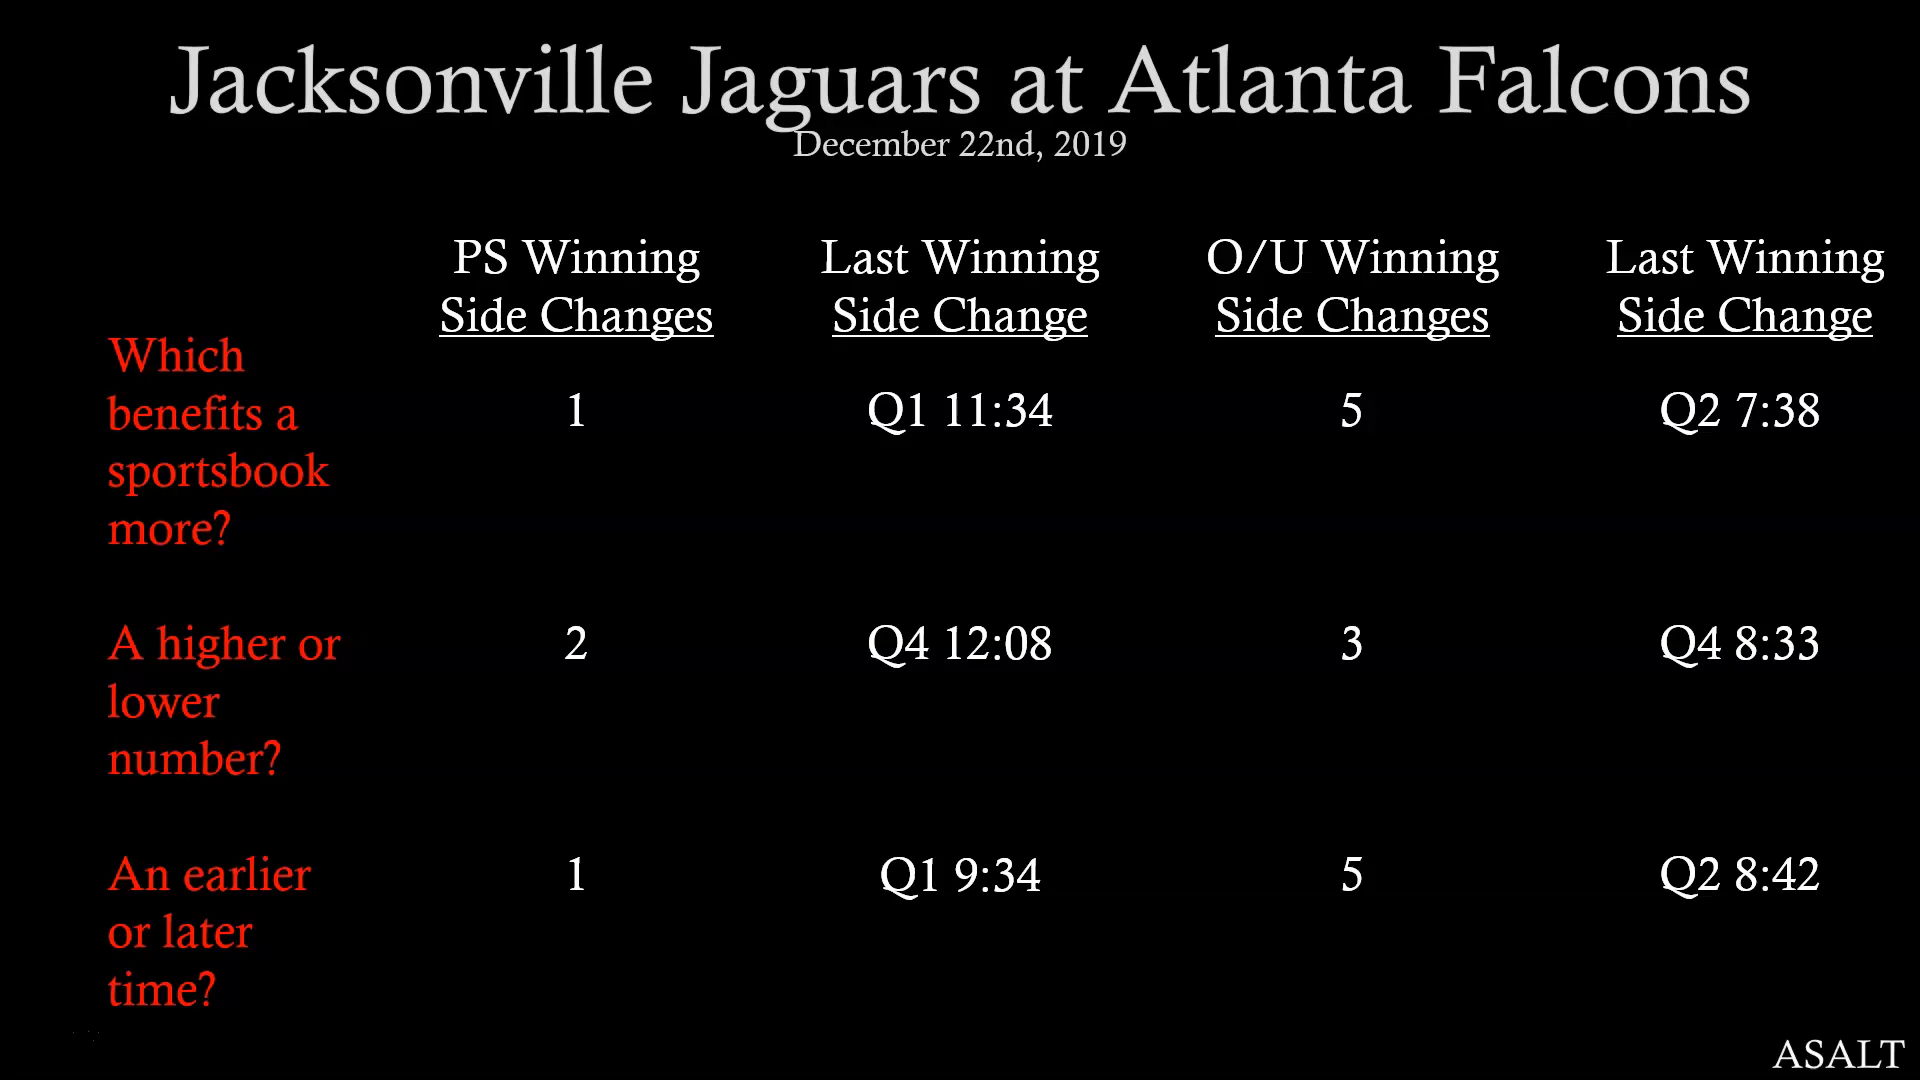 Jacksonville Jaguars at Atlanta Falcons
December 22nd, 2019
PS Winning Last Winning O/U Winning Last Winning
Side Changes Side Change Side Changes Side Change
Which
benefits a
sportsbook
more?
1 Q1 11:34 5 Q2 7:38
A higher or
lower
number?
2 Q4 12:08 3 Q4 8:33
An earlier
or later
time?
1 Q1 9:34 5 Q2 8:42
ASALT